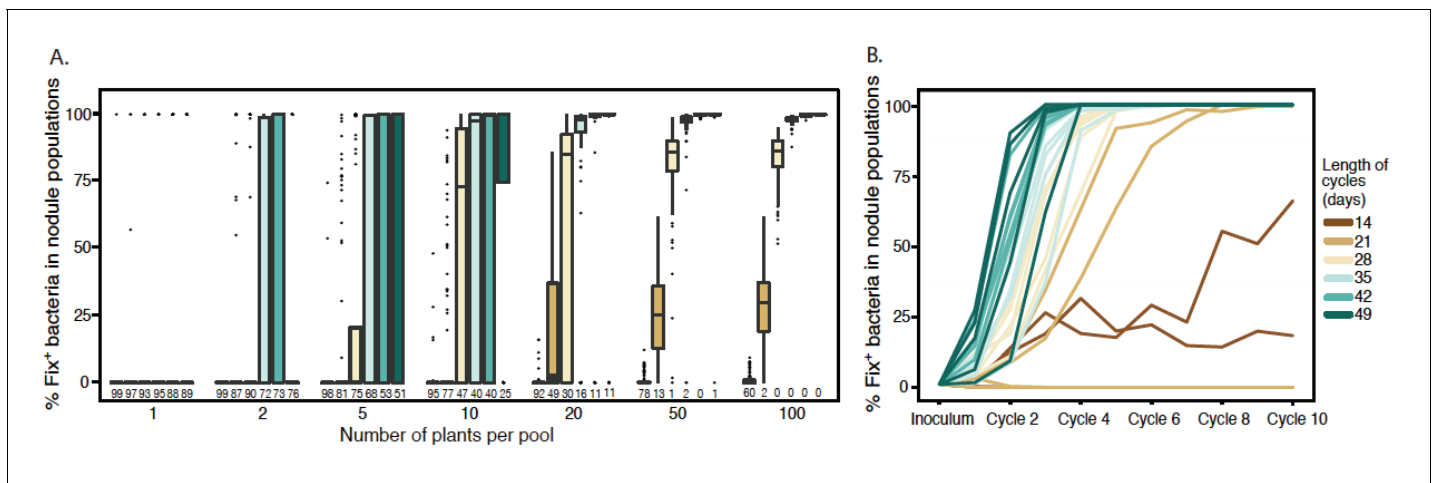 A.
% Fix+ bacteria in nodule populations
100
75
50
25
0
99 97 93 95 88 89
99 87 90 72 73 76
98 81 75 68 53 51
95 77 47 40 40 25
92 49 30 16 11 11
78 13 1 2 0 1
60 2 0 0 0 0
1 2 5 10 20 50 100
Number of plants per pool
B.
% Fix+ bacteria in nodule populations
100
75
50
25
0
Inoculum Cycle 2 Cycle 4 Cycle 6 Cycle 8 Cycle 10
Length of
cycles
(days)
14
21
28
35
42
49